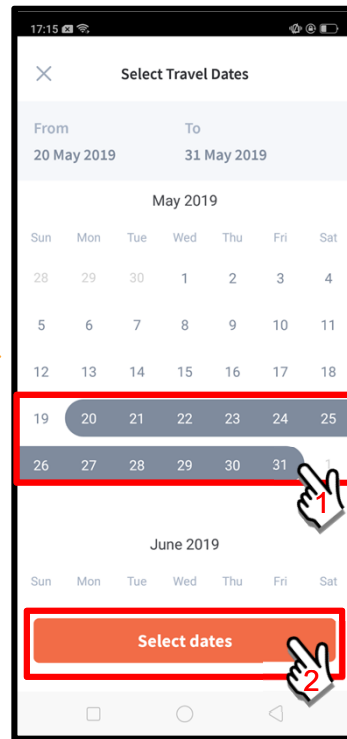 17:15
Select Travel Dates
From To
20 May 2019 31 May 2019
May 2019
Sun Mon Tue Wed Thu Fri Sat
28 29 30 1 2 3 4
5 6 7 8 9 10 11
12 13 14 15 16 17 18
19 20 21 22 23 24 25
26 27 28 29 30 31 1
1
June 2019
Sun Mon Tue Wed Thu Fri Sat
Select dates
2